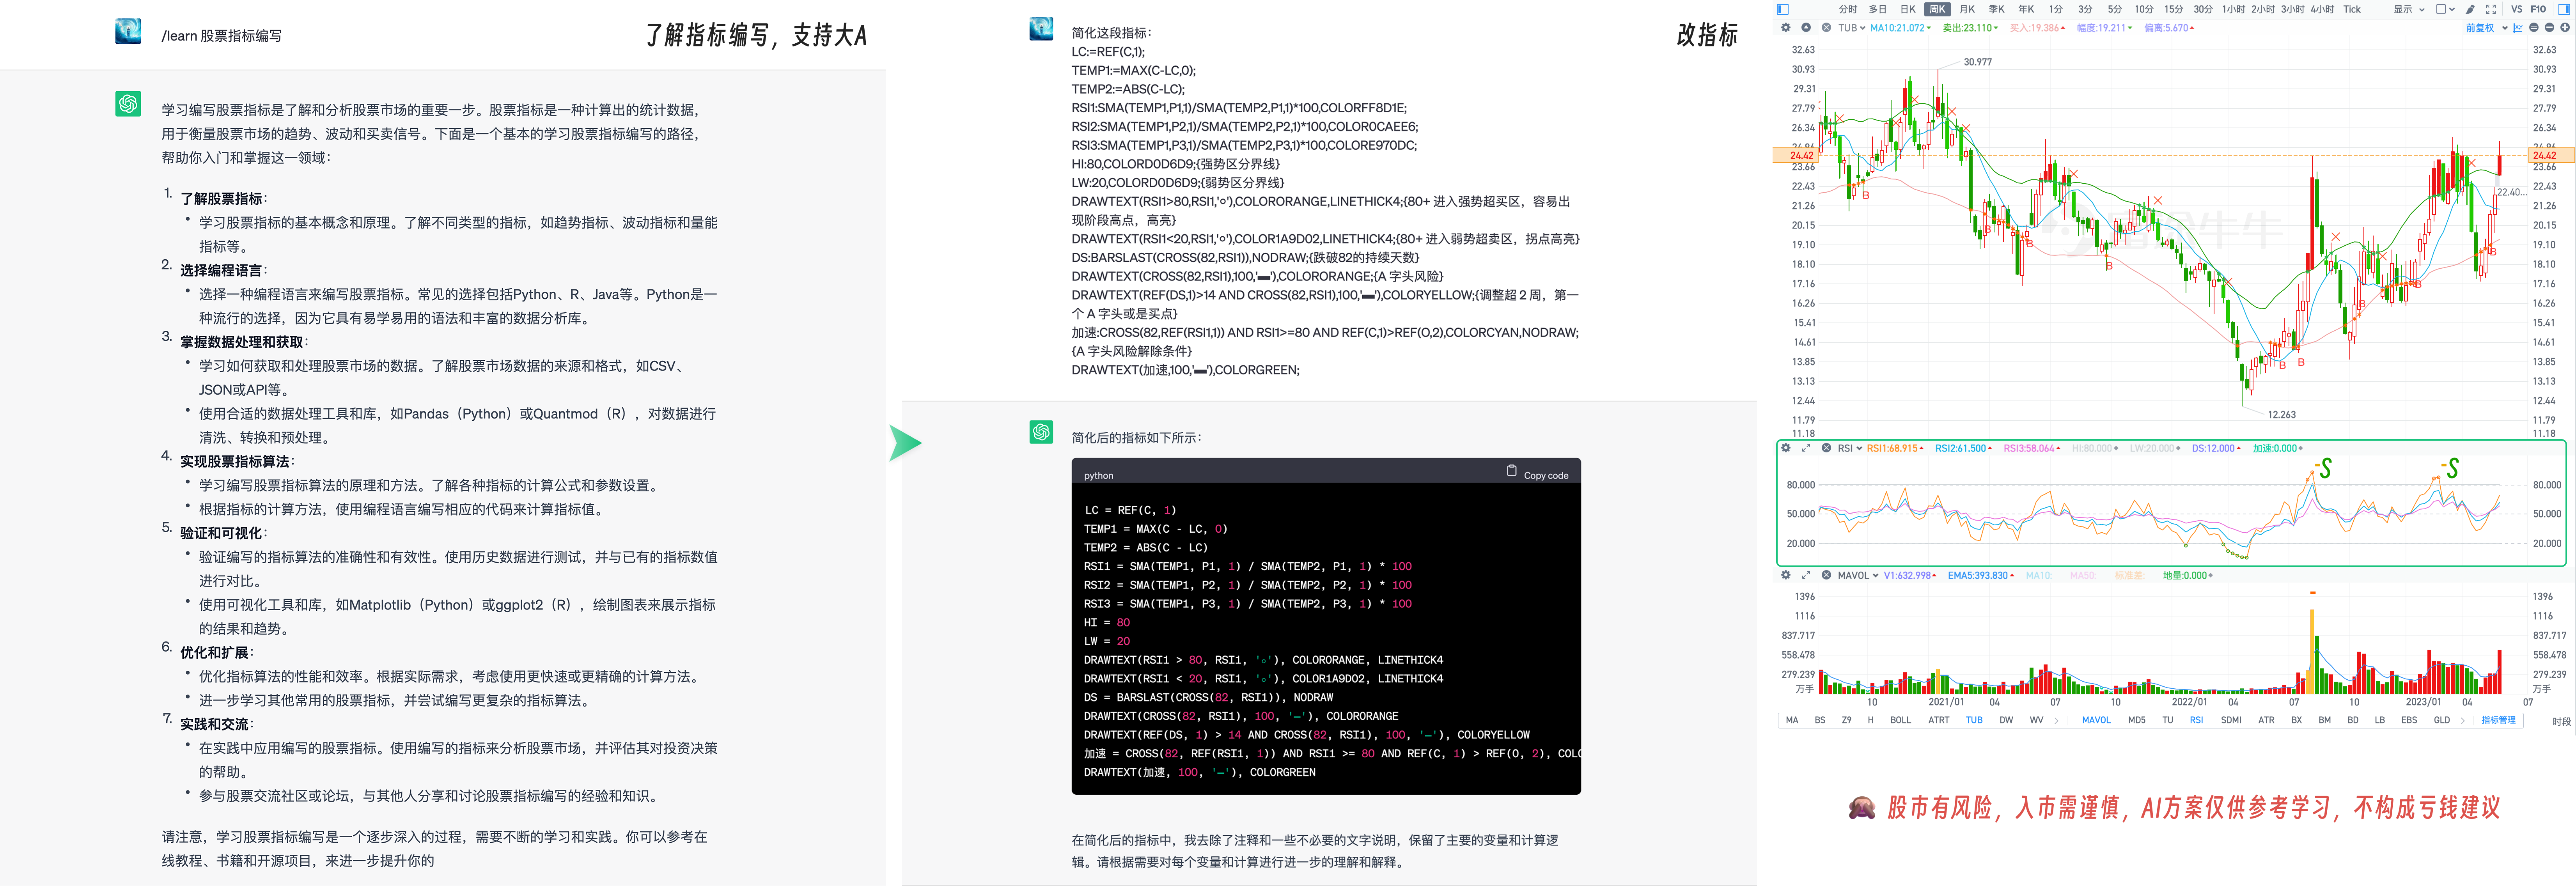 /learn 股票指标编写
了解指标编写，支持大A
学习编写股票指标是了解和分析股票市场的重要一步。股票指标是一种计算出的统计数据，
用于衡量股票市场的趋势、波动和买卖信号。下面是一个基本的学习股票指标编写的路径，
帮助你入门和掌握这一领域：
1. 了解股票指标：
• 学习股票指标的基本概念和原理。了解不同类型的指标，如趋势指标、波动指标和量能
指标等。
2. 选择编程语言：
• 选择一种编程语言来编写股票指标。常见的选择包括Python、R、Java等。Python是一
种流行的选择，因为它具有易学易用的语法和丰富的数据分析库。
3. 掌握数据处理和获取：
• 学习如何获取和处理股票市场的数据。了解股票市场数据的来源和格式，如CSV、
JSON或API等。
• 使用合适的数据处理工具和库，如Pandas（Python）或Quantmod（R），对数据进行
清洗、转换和预处理。
4. 实现股票指标算法：
• 学习编写股票指标算法的原理和方法。了解各种指标的计算公式和参数设置。
• 根据指标的计算方法，使用编程语言编写相应的代码来计算指标值。
5. 验证和可视化：
• 验证编写的指标算法的准确性和有效性。使用历史数据进行测试，并与已有的指标数值
进行对比。
• 使用可视化工具和库，如Matplotlib（Python）或ggplot2（R），绘制图表来展示指标
的结果和趋势。
6. 优化和扩展：
• 优化指标算法的性能和效率。根据实际需求，考虑使用更快速或更精确的计算方法。
• 进一步学习其他常用的股票指标，并尝试编写更复杂的指标算法。
7. 实践和交流：
• 在实践中应用编写的股票指标。使用编写的指标来分析股票市场，并评估其对投资决策
的帮助。
• 参与股票交流社区或论坛，与其他人分享和讨论股票指标编写的经验和知识。
请注意，学习股票指标编写是一个逐步深入的过程，需要不断的学习和实践。你可以参考在
线教程、书籍和开源项目，来进一步提升你的
改指标
简化这段指标：
LC:=REF(C,1);
TEMP1:=MAX(C-LC,0);
TEMP2:=ABS(C-LC);
RSI1:SMA(TEMP1,P1,1)/SMA(TEMP2,P1,1)*100,COLORFF8D1E;
RSI2:SMA(TEMP1,P2,1)/SMA(TEMP2,P2,1)*100,COLOR0CAEE6;
RSI3:SMA(TEMP1,P3,1)/SMA(TEMP2,P3,1)*100,COLORE970DC;
HI:80,COLORD0D6D9;{强势区分界线}
LW:20,COLORD0D6D9;{弱势区分界线}
DRAWTEXT(RSI1>80,RSI1,'∘'),COLORORANGE,LINETHICK4;{80+ 进入强势超买区，容易出
现阶段高点，高亮}
DRAWTEXT(RSI1<20,RSI1,'∘'),COLOR1A9D02,LINETHICK4;{80+ 进入弱势超卖区，拐点高亮}
DS:BARSLAST(CROSS(82,RSI1)),NODRAW;{跌破82的持续天数}
DRAWTEXT(CROSS(82,RSI1),100,'▬'),COLORORANGE;{A 字头风险}
DRAWTEXT(REF(DS,1)>14 AND CROSS(82,RSI1),100,'▬'),COLORYELLOW;{调整超 2 周，第一
个 A 字头或是买点}
加速:CROSS(82,REF(RSI1,1)) AND RSI1>=80 AND REF(C,1)>REF(O,2),COLORCYAN,NODRAW;
{A 字头风险解除条件}
DRAWTEXT(加速,100,'▬'),COLORGREEN;
简化后的指标如下所示：
python
Copy code
LC = REF(C, 1)
TEMP1 = MAX(C - LC, 0)
TEMP2 = ABS(C - LC)
RSI1 = SMA(TEMP1, P1, 1) / SMA(TEMP2, P1, 1) * 100
RSI2 = SMA(TEMP1, P2, 1) / SMA(TEMP2, P2, 1) * 100
RSI3 = SMA(TEMP1, P3, 1) / SMA(TEMP2, P3, 1) * 100
HI = 80
LW = 20
DRAWTEXT(RSI1 > 80, RSI1, '∘'), COLORORANGE, LINETHICK4
DRAWTEXT(RSI1 < 20, RSI1, '∘'), COLOR1A9D02, LINETHICK4
DS = BARSLAST(CROSS(82, RSI1)), NODRAW
DRAWTEXT(CROSS(82, RSI1), 100, '▬'), COLORORANGE
DRAWTEXT(REF(DS, 1) > 14 AND CROSS(82, RSI1), 100, '▬'), COLORYELLOW
加速 = CROSS(82, REF(RSI1, 1)) AND RSI1 >= 80 AND REF(C, 1) > REF(O, 2), COLO
DRAWTEXT(加速, 100, '▬'), COLORGREEN
在简化后的指标中，我去除了注释和一些不必要的文字说明，保留了主要的变量和计算逻
辑。请根据需要对每个变量和计算进行进一步的理解和解释。
分时 多日 日K 周K 月K 季K 年K 1分 3分 5分 10分 15分 30分 1小时 2小时 3小时 4小时 Tick 显示 VS F10
TUB MA10:21.072 卖出:23.110 买入:19.386 幅度:19.211 偏离:5.670 前复权
32.63 32.63
30.93 30.977 30.93
29.31 29.31
27.79 27.79
26.34 26.34
24.42 24.42
23.66 23.66
22.43 22.40... 22.43
21.26 21.26
20.15 20.15
19.10 19.10
18.10 18.10
17.16 17.16
16.26 16.26
15.41 15.41
14.61 14.61
13.85 13.85
13.13 13.13
12.44 12.44
12.263
11.79 11.79
11.18 11.18
RSI RSI1:68.915 RSI2:61.500 RSI3:58.064 HI:80.000 LW:20.000 DS:12.000 加速:0.000
-S -S
80.000 80.000
50.000 50.000
20.000 20.000
MAVOL V1:632.998 EMA5:393.830 MA10: MA50: 标准差: 地量:0.000
1396 1396
1116 1116
837.717 837.717
558.478 558.478
279.239 279.239
万手 万手
10 2021/01 04 07 10 2022/01 04 07 10 2023/01 04 07
MA BS Z9 H BOLL ATRT TUB DW WV MAVOL MD5 TU RSI SDMI ATR BX BM BD LB EBS GLD 指标管理 时段
股市有风险，入市需谨慎，AI方案仅供参考学习，不构成亏钱建议